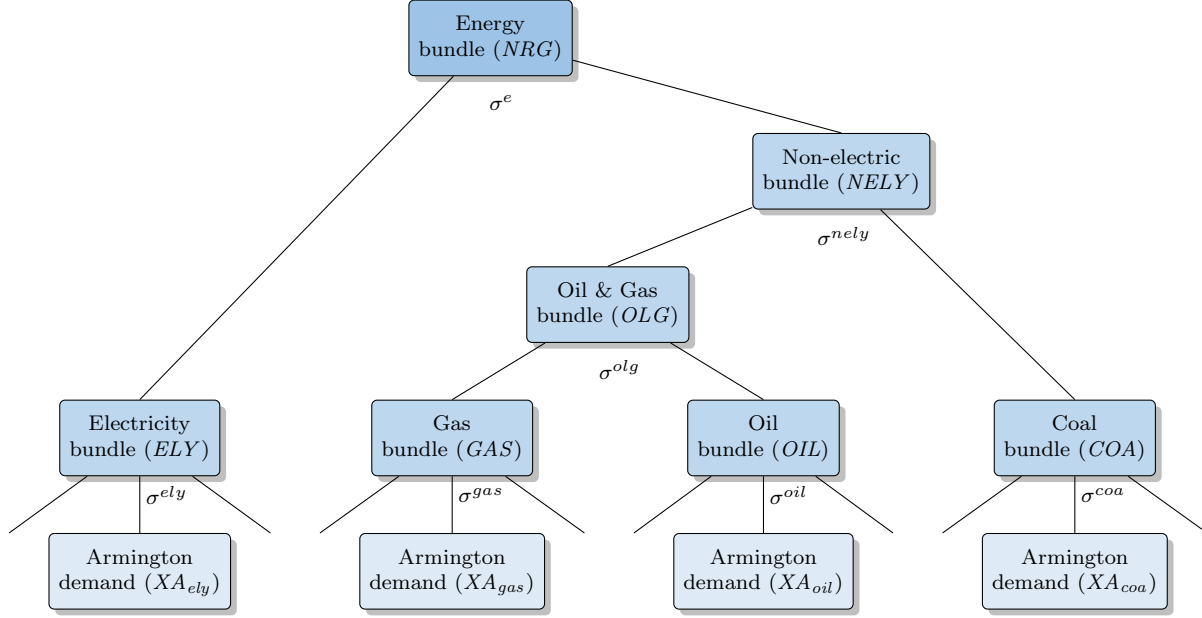 Energy
bundle (NRG)
σ^e
Non-electric
bundle (NELY)
σ^nely
Oil & Gas
bundle (OLG)
σ^olg
Electricity
bundle (ELY)
Gas
bundle (GAS)
Oil
bundle (OIL)
Coal
bundle (COA)
σ^ely
σ^gas
σ^oil
σ^coa
Armington
demand (XA_ely)
Armington
demand (XA_gas)
Armington
demand (XA_oil)
Armington
demand (XA_coa)